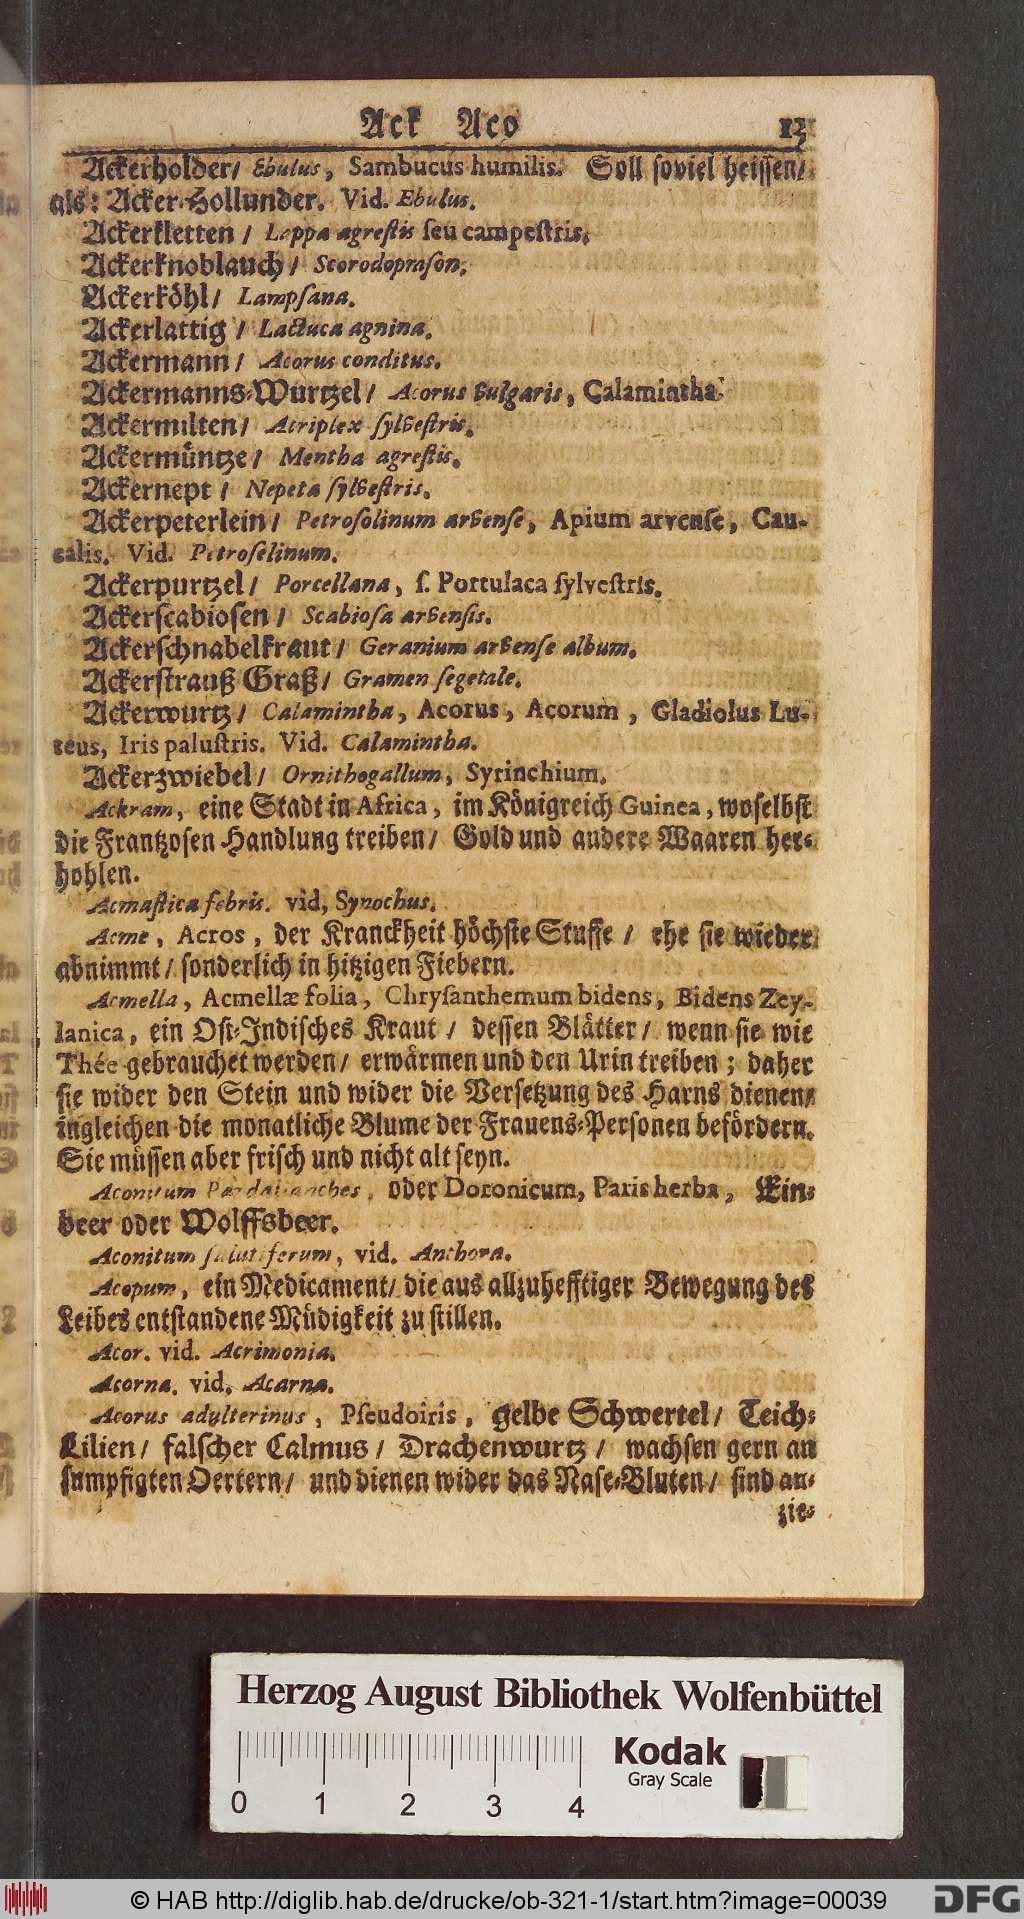 Ack Aco 13
Ackerholder/ Ebulus, Sambucus humilis. Soll soviel heissen/
als: Acker-Hollunder. Vid. Ebulus.
Ackerkletten / Lappa agreſtis ſeu campeſtris.
Ackerknoblauch/ Scorodopraſon.
Ackerköhl/ Lampſana.
Ackerlattig / Lactuca agnina.
Ackermann/ Acorus conditus.
Ackermanns-Wurtzel/ Acorus vulgaris, Calamintha.
Ackermilten/ Atriplex ſylveſtris.
Ackermüntze/ Mentha agreſtis.
Ackernept / Nepeta ſylveſtris.
Ackerpeterlein/ Petroſolinum arvenſe, Apium arvenſe, Cau-
calis. Vid. Petroſelinum.
Ackerpurtzel/ Porcellana, ſ. Portulaca ſylveſtris.
Ackerscabiosen / Scabioſa arvenſis.
Ackerschnabelkraut/ Geranium arvenſe album.
Ackerstrauß Graß/ Gramen ſegetale.
Ackerwurtz/ Calamintha, Acorus, Acorum, Gladiolus Lu-
teus, Iris paluſtris. Vid. Calamintha.
Ackerzwiebel/ Ornithogallum, Syrinchium.
Ackram, eine Stadt in Africa, im Königreich Guinea, woselbst
die Frantzosen Handlung treiben/ Gold und andere Waaren her-
hohlen.
Acmaſtica febris. vid, Synochus.
Acme, Acros, der Kranckheit höchste Stuffe / ehe sie wieder
abnimmt/ sonderlich in hitzigen Fiebern.
Acmella, Acmellæ folia, Chryſanthemum bidens, Bidens Zey-
lanica, ein Ost-Indisches Kraut / dessen Blätter/ wenn sie wie
Thée gebrauchet werden/ erwärmen und den Urin treiben; daher
sie wider den Stein und wider die Versetzung des Harns dienen/
ingleichen die monatliche Blume der Frauens-Personen befördern.
Sie müssen aber frisch und nicht alt seyn.
Aconitum Pardalianches, oder Doronicum, Paris herba, Ein-
beer oder Wolffsbeer.
Aconitum ſalutiferum, vid. Anthora.
Acopum, ein Medicament/ die aus allzuhefftiger Bewegung des
Leibes entstandene Müdigkeit zu stillen.
Acor. vid. Acrimonia.
Acorna. vid. Acarna.
Acorus adulterinus, Pſeudoiris, gelbe Schwertel/ Teich-
Lilien/ falscher Calmus / Drachenwurtz / wachsen gern an
sumpfigten Oertern/ und dienen wider das Nase-Bluten/ sind an-
zie-
Herzog August Bibliothek Wolfenbüttel
Kodak
Gray Scale
0 1 2 3 4
© HAB http://diglib.hab.de/drucke/ob-321-1/start.htm?image=00039
DFG